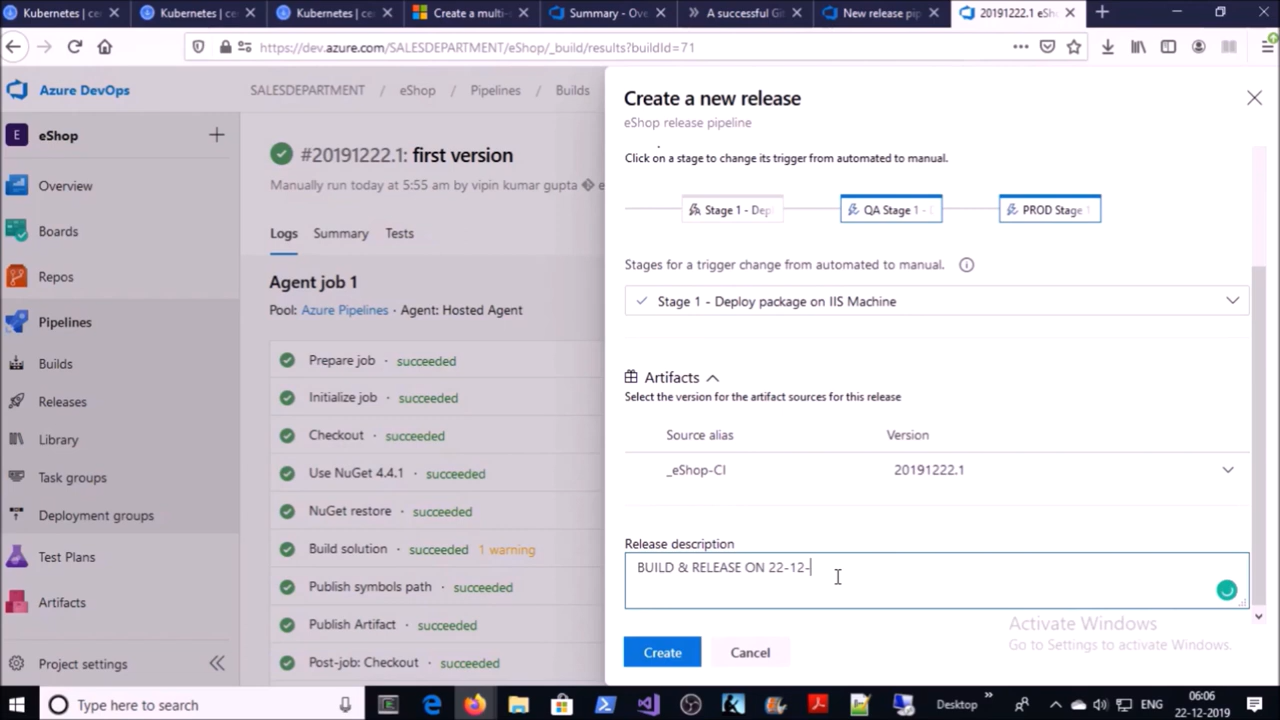 Kubernetes | ce
Kubernetes | ce
Kubernetes | ce
Create a multi-s
Summary - Ove
A successful Git
New release pip
20191222.1 eSh
https://dev.azure.com/SALESDEPARTMENT/eShop/_build/results?buildId=71
Azure DevOps
SALESDEPARTMENT / eShop / Pipelines / Builds
eShop
Overview
Boards
Repos
Pipelines
Builds
Releases
Library
Task groups
Deployment groups
Test Plans
Artifacts
Project settings
#20191222.1: first version
Manually run today at 5:55 am by vipin kumar gupta
Logs Summary Tests
Agent job 1
Pool: Azure Pipelines · Agent: Hosted Agent
Prepare job · succeeded
Initialize job · succeeded
Checkout · succeeded
Use NuGet 4.4.1 · succeeded
NuGet restore · succeeded
Build solution · succeeded 1 warning
Publish symbols path · succeeded
Publish Artifact · succeeded
Post-job: Checkout · succeeded
Create a new release
eShop release pipeline
Click on a stage to change its trigger from automated to manual.
Stage 1 - Dep
QA Stage 1 -
PROD Stage 1
Stages for a trigger change from automated to manual.
Stage 1 - Deploy package on IIS Machine
Artifacts
Select the version for the artifact sources for this release
Source alias Version
_eShop-CI 20191222.1
Release description
BUILD & RELEASE ON 22-12-
Activate Windows
Go to Settings to activate Windows.
Create Cancel
Type here to search
Desktop
ENG
06:06
22-12-2019